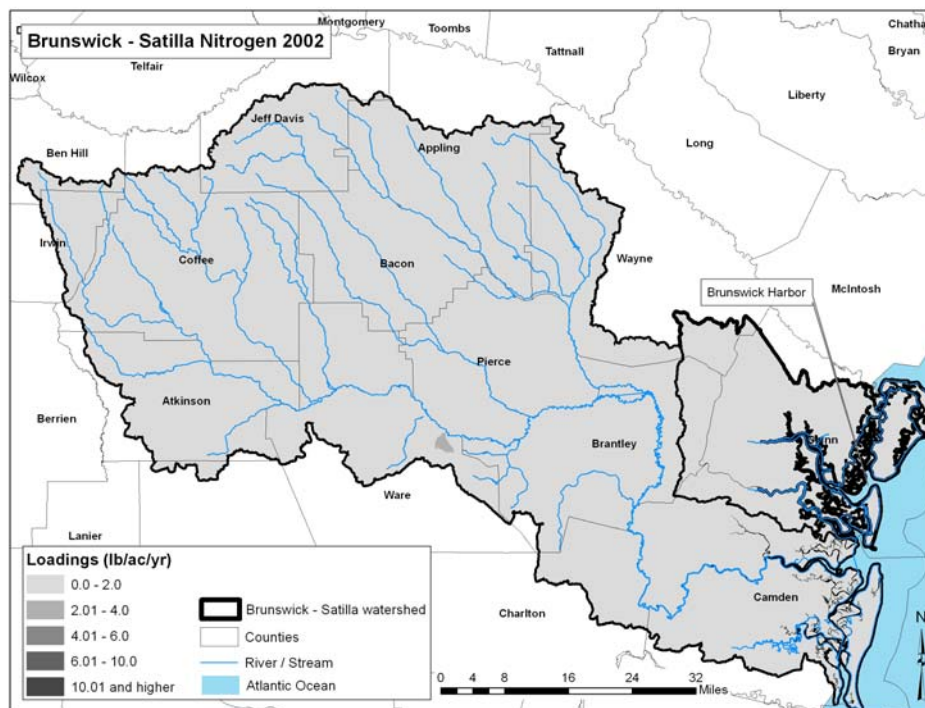 Brunswick - Satilla Nitrogen 2002
Montgomery
Toombs
Chatha
Bryan
Tattnall
Telfair
Wilcox
Liberty
Jeff Davis
Appling
Long
Ben Hill
Irwin
Coffee
Bacon
Wayne
McIntosh
Brunswick Harbor
Pierce
Atkinson
Berrien
Brantley
Glynn
Ware
Lanier
Camden
Charlton
Loadings (lb/ac/yr)
0.0 - 2.0
2.01 - 4.0
4.01 - 6.0
6.01 - 10.0
10.01 and higher
Brunswick - Satilla watershed
Counties
River / Stream
Atlantic Ocean
0 4 8 16 24 32
Miles
N